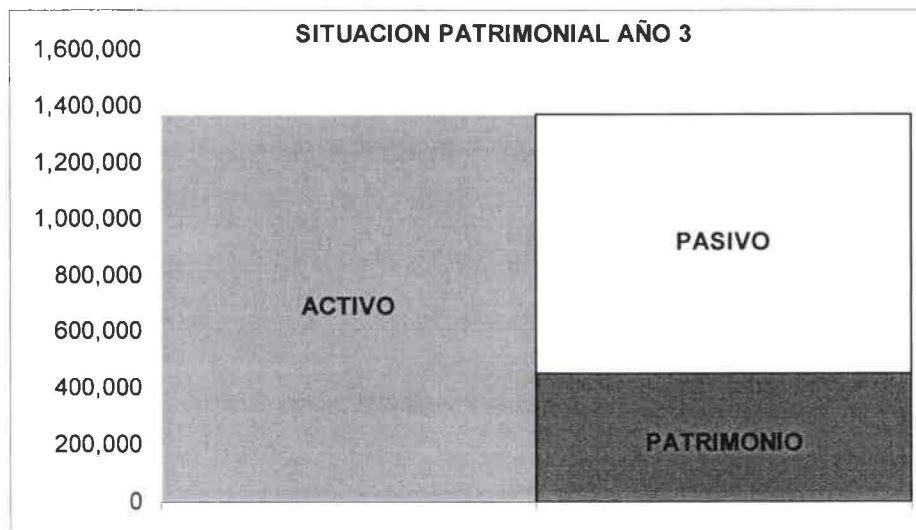 SITUACION PATRIMONIAL AÑO 3
1,600,000
1,400,000
1,200,000
1,000,000
800,000
600,000
400,000
200,000
0
ACTIVO
PASIVO
PATRIMONIO